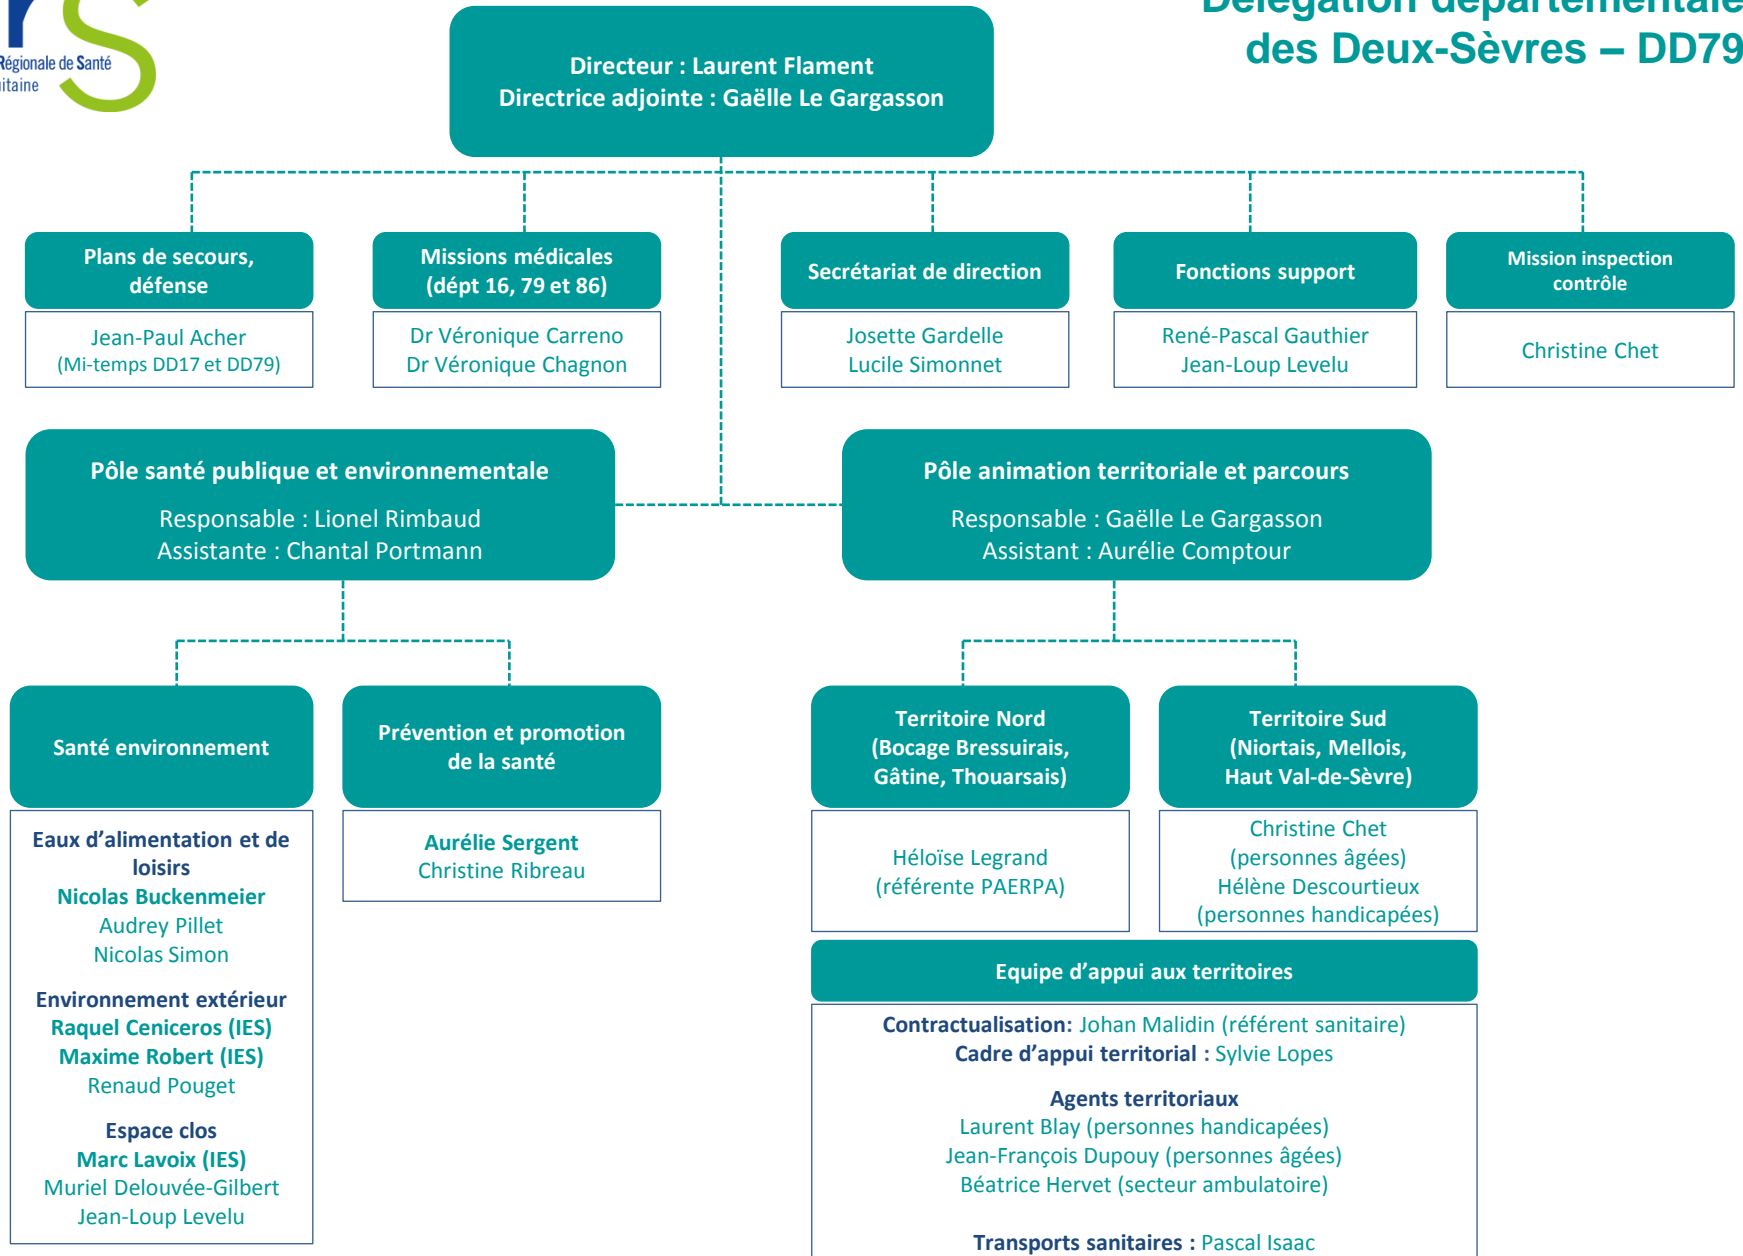 Régionale de Santé
Délégation départementale
des Deux-Sèvres – DD79
Directeur : Laurent Flament
Directrice adjointe : Gaëlle Le Gargasson
Plans de secours,
défense
Jean-Paul Acher
(Mi-temps DD17 et DD79)
Missions médicales
(dépt 16, 79 et 86)
Dr Véronique Carreno
Dr Véronique Chagnon
Secrétariat de direction
Josette Gardelle
Lucile Simonnet
Fonctions support
René-Pascal Gauthier
Jean-Loup Levelu
Mission inspection
contrôle
Christine Chet
Pôle santé publique et environnementale
Responsable : Lionel Rimbaud
Assistante : Chantal Portmann
Pôle animation territoriale et parcours
Responsable : Gaëlle Le Gargasson
Assistant : Aurélie Comptour
Santé environnement
Eaux d’alimentation et de
loisirs
Nicolas Buckenmeier
Audrey Pillet
Nicolas Simon
Environnement extérieur
Raquel Ceniceros (IES)
Maxime Robert (IES)
Renaud Pouget
Espace clos
Marc Lavoix (IES)
Muriel Delouvée-Gilbert
Jean-Loup Levelu
Prévention et promotion
de la santé
Aurélie Sergent
Christine Ribreau
Territoire Nord
(Bocage Bressuirais,
Gâtine, Thouarsais)
Héloïse Legrand
(référente PAERPA)
Territoire Sud
(Niortais, Mellois,
Haut Val-de-Sèvre)
Christine Chet
(personnes âgées)
Hélène Descourtieux
(personnes handicapées)
Equipe d’appui aux territoires
Contractualisation: Johan Malidin (référent sanitaire)
Cadre d’appui territorial : Sylvie Lopes
Agents territoriaux
Laurent Blay (personnes handicapées)
Jean-François Dupouy (personnes âgées)
Béatrice Hervet (secteur ambulatoire)
Transports sanitaires : Pascal Isaac